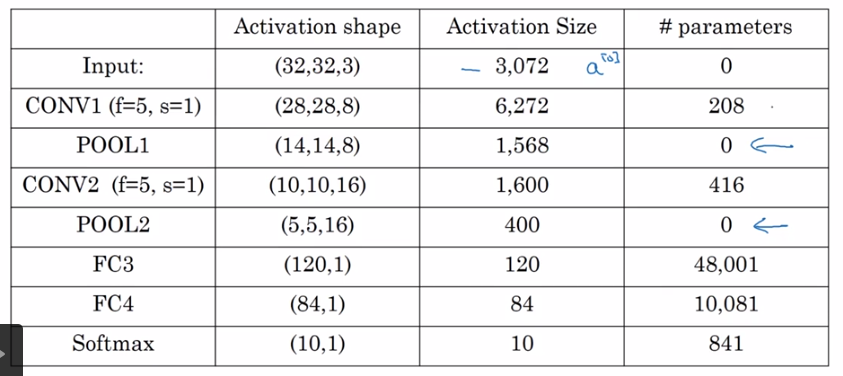 Activation shape Activation Size # parameters
Input: (32,32,3) — 3,072 a[0] 0
CONV1 (f=5, s=1) (28,28,8) 6,272 208
POOL1 (14,14,8) 1,568 0 ←
CONV2 (f=5, s=1) (10,10,16) 1,600 416
POOL2 (5,5,16) 400 0 ←
FC3 (120,1) 120 48,001
FC4 (84,1) 84 10,081
Softmax (10,1) 10 841